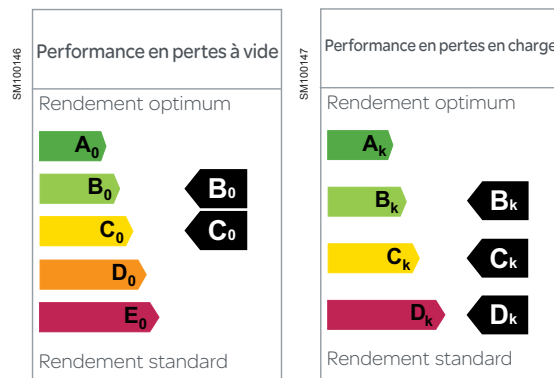 SM100146
Performance en pertes à vide
Rendement optimum
A0
B0 B0
C0 C0
D0
E0
Rendement standard
SM100147
Performance en pertes en charge
Rendement optimum
Ak
Bk Bk
Ck Ck
Dk Dk
Rendement standard